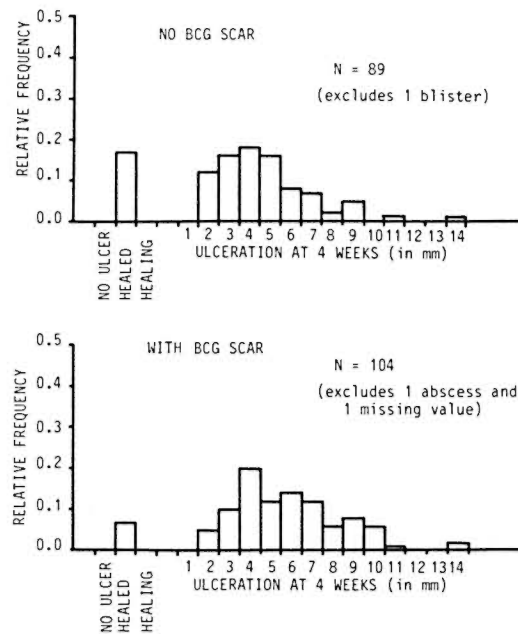 NO BCG SCAR
N = 89
(excludes 1 blister)
RELATIVE FREQUENCY
0.5
0.4
0.3
0.2
0.1
0.0
NO ULCER
HEALED
HEALING
1 2 3 4 5 6 7 8 9 10 11 12 13 14
ULCERATION AT 4 WEEKS (in mm)
WITH BCG SCAR
N = 104
(excludes 1 abscess and
1 missing value)
RELATIVE FREQUENCY
0.5
0.4
0.3
0.2
0.1
0.0
NO ULCER
HEALED
HEALING
1 2 3 4 5 6 7 8 9 10 11 12 13 14
ULCERATION AT 4 WEEKS (in mm)